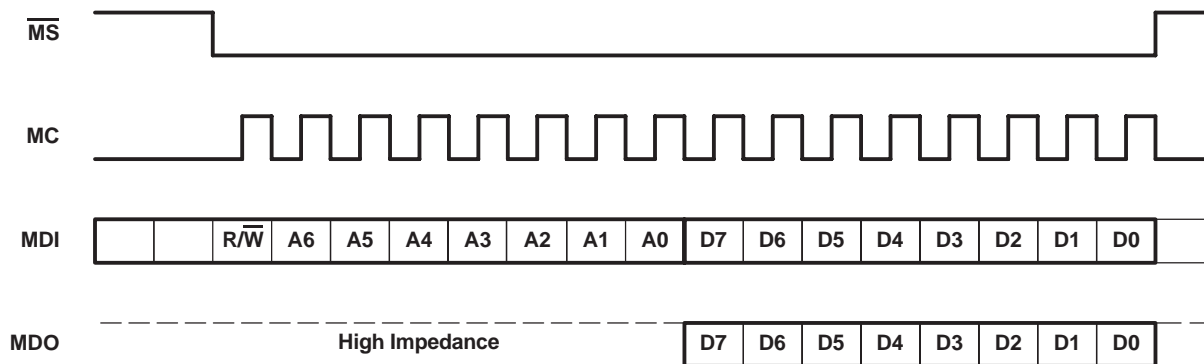 MS
MC
MDI R/W A6 A5 A4 A3 A2 A1 A0 D7 D6 D5 D4 D3 D2 D1 D0
MDO High Impedance D7 D6 D5 D4 D3 D2 D1 D0